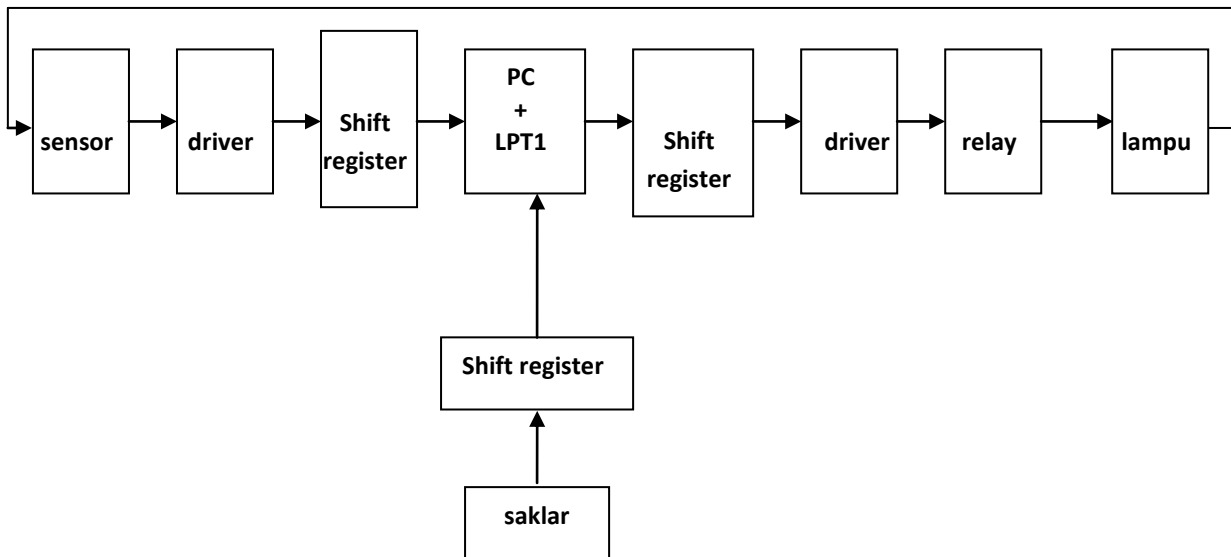 sensor
driver
Shift
register
PC
+
LPT1
Shift
register
driver
relay
lampu
Shift register
saklar